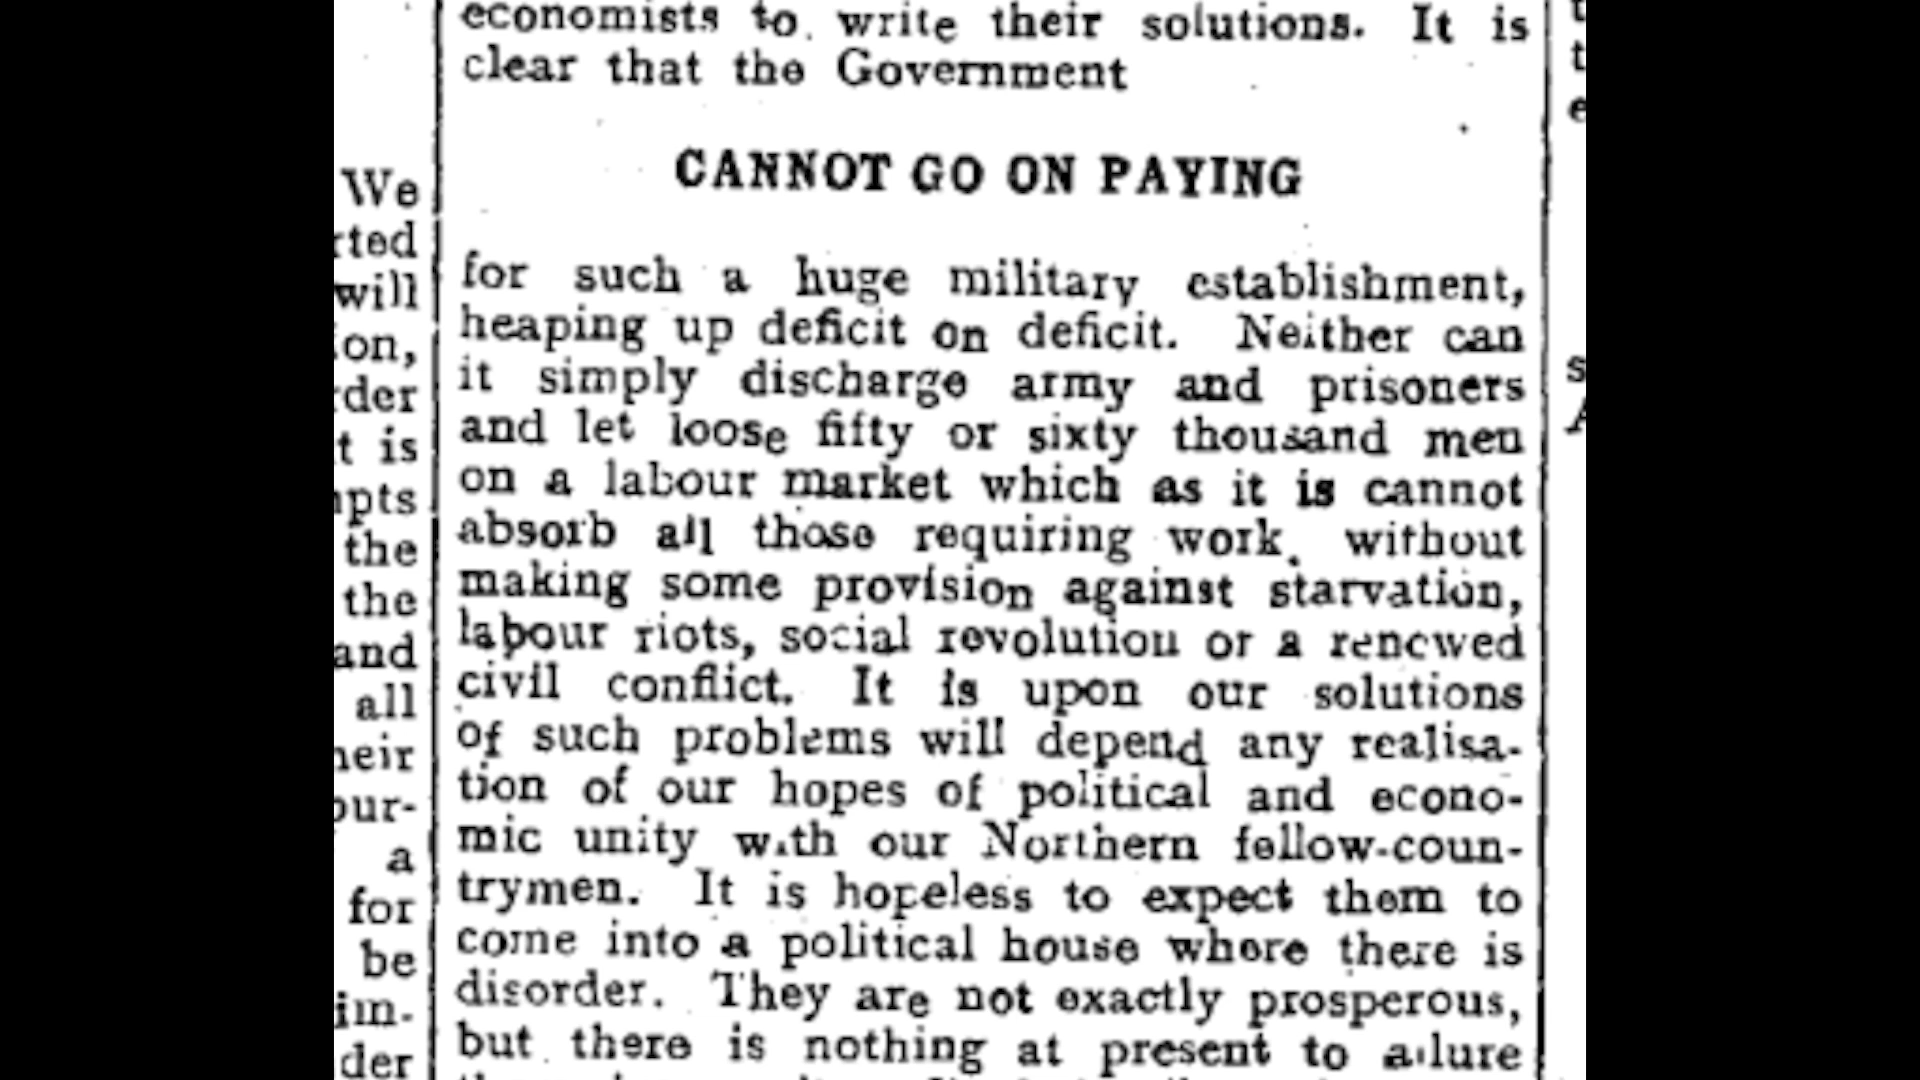 economists to write their solutions. It is
clear that the Government
CANNOT GO ON PAYING
for such a huge military establishment,
heaping up deficit on deficit. Neither can
it simply discharge army and prisoners
and let loose fifty or sixty thousand men
on a labour market which as it is cannot
absorb all those requiring work, without
making some provision against starvation,
labour riots, social revolution or a renewed
civil conflict. It is upon our solutions
of such problems will depend any realisa-
tion of our hopes of political and econo-
mic unity with our Northern fellow-coun-
trymen. It is hopeless to expect them to
come into a political house where there is
disorder. They are not exactly prosperous,
but there is nothing at present to allure
We
rted
will
ion,
rder
t is
npts
the
the
and
all
heir
our-
a
for
be
im-
der